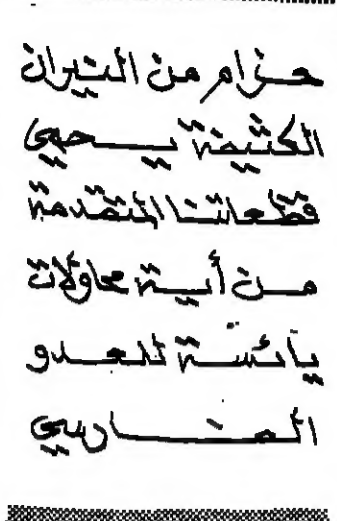 حزام من النيران
الكثيفة يحمي
قطعاتنا المتقدمة
من أية محاولات
يائسة للعدو
الفارسي